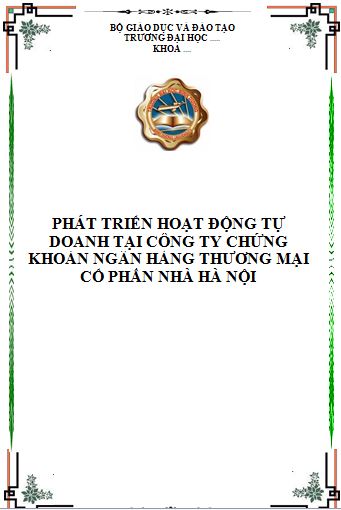 BỘ GIÁO DỤC VÀ ĐÀO TẠO
TRƯỜNG ĐẠI HỌC ....
KHOA ....
PHÁT TRIỂN HOẠT ĐỘNG TỰ
DOANH TẠI CÔNG TY CHỨNG
KHOÁN NGÂN HÀNG THƯƠNG MẠI
CỔ PHẦN NHÀ HÀ NỘI